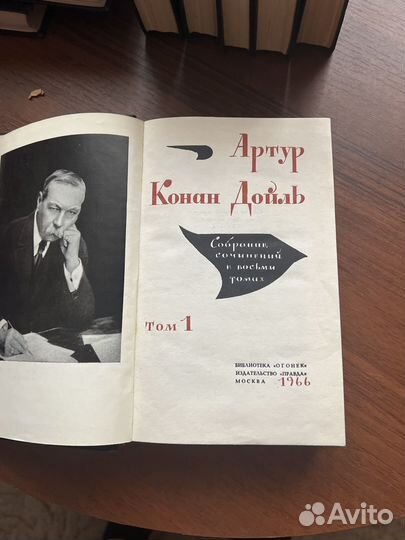 Артур
Конан Дойль
Собрание
сочинений
в восьми
томах
том 1
БИБЛИОТЕКА «ОГОНЕК»
ИЗДАТЕЛЬСТВО «ПРАВДА»
МОСКВА 1966
Avito